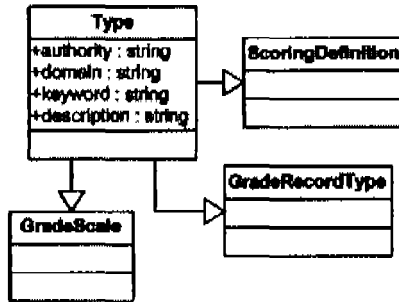 Type
+authority : string
+domain : string
+keyword : string
+description : string
ScoringDefinition
GradeRecordType
GradeScale